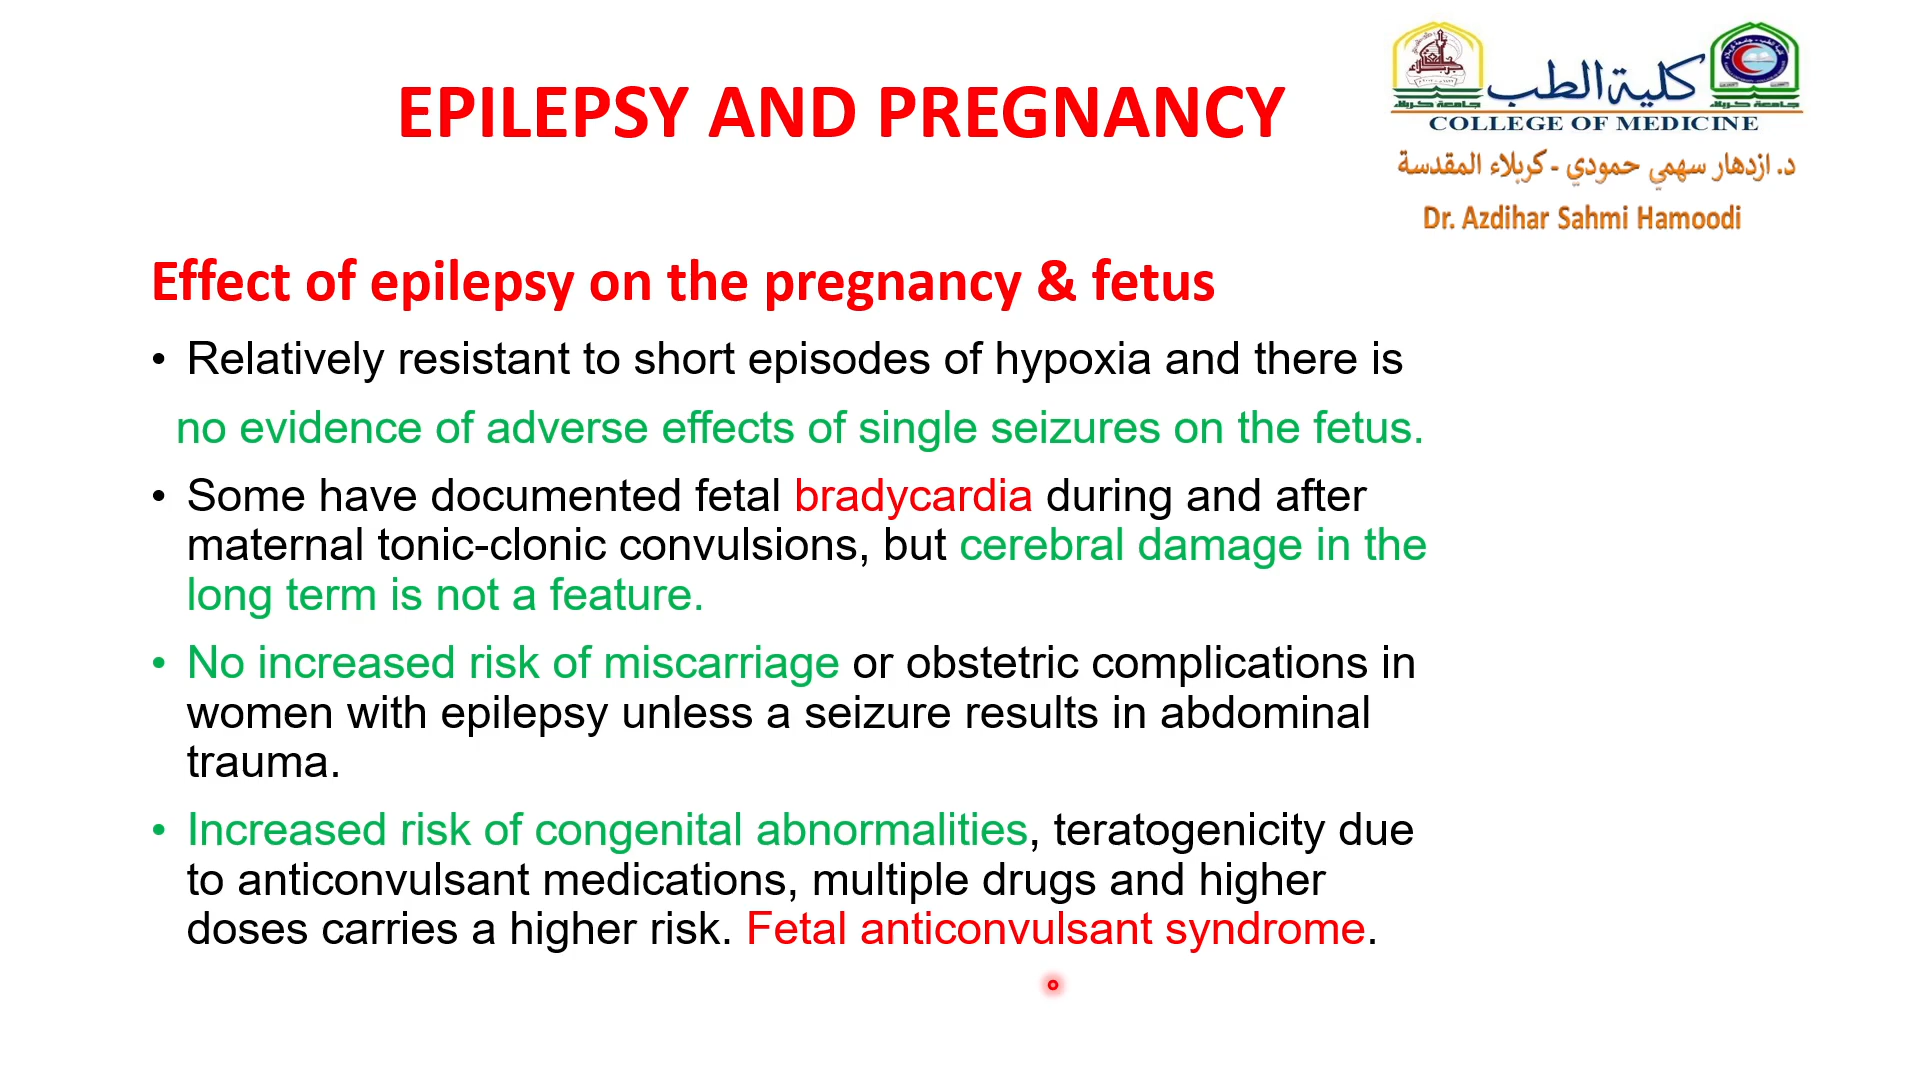 EPILEPSY AND PREGNANCY
كلية الطب
جامعة كربلاء
جامعة كربلاء
COLLEGE OF MEDICINE
د. ازدهار سهمي حمودي - كربلاء المقدسة
Dr. Azdihar Sahmi Hamoodi
Effect of epilepsy on the pregnancy & fetus
• Relatively resistant to short episodes of hypoxia and there is
no evidence of adverse effects of single seizures on the fetus.
• Some have documented fetal bradycardia during and after
maternal tonic-clonic convulsions, but cerebral damage in the
long term is not a feature.
• No increased risk of miscarriage or obstetric complications in
women with epilepsy unless a seizure results in abdominal
trauma.
• Increased risk of congenital abnormalities, teratogenicity due
to anticonvulsant medications, multiple drugs and higher
doses carries a higher risk. Fetal anticonvulsant syndrome.